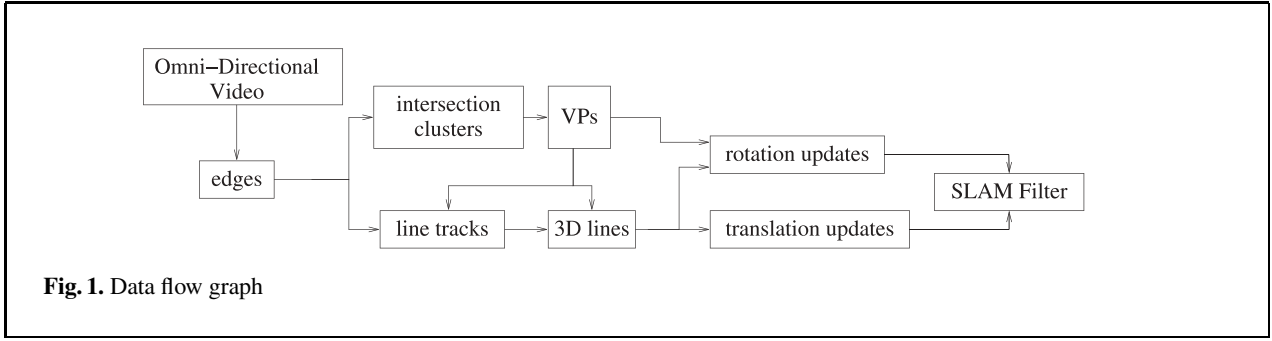 Omni–Directional
Video
edges
intersection
clusters
VPs
line tracks
3D lines
rotation updates
translation updates
SLAM Filter
Fig. 1. Data flow graph